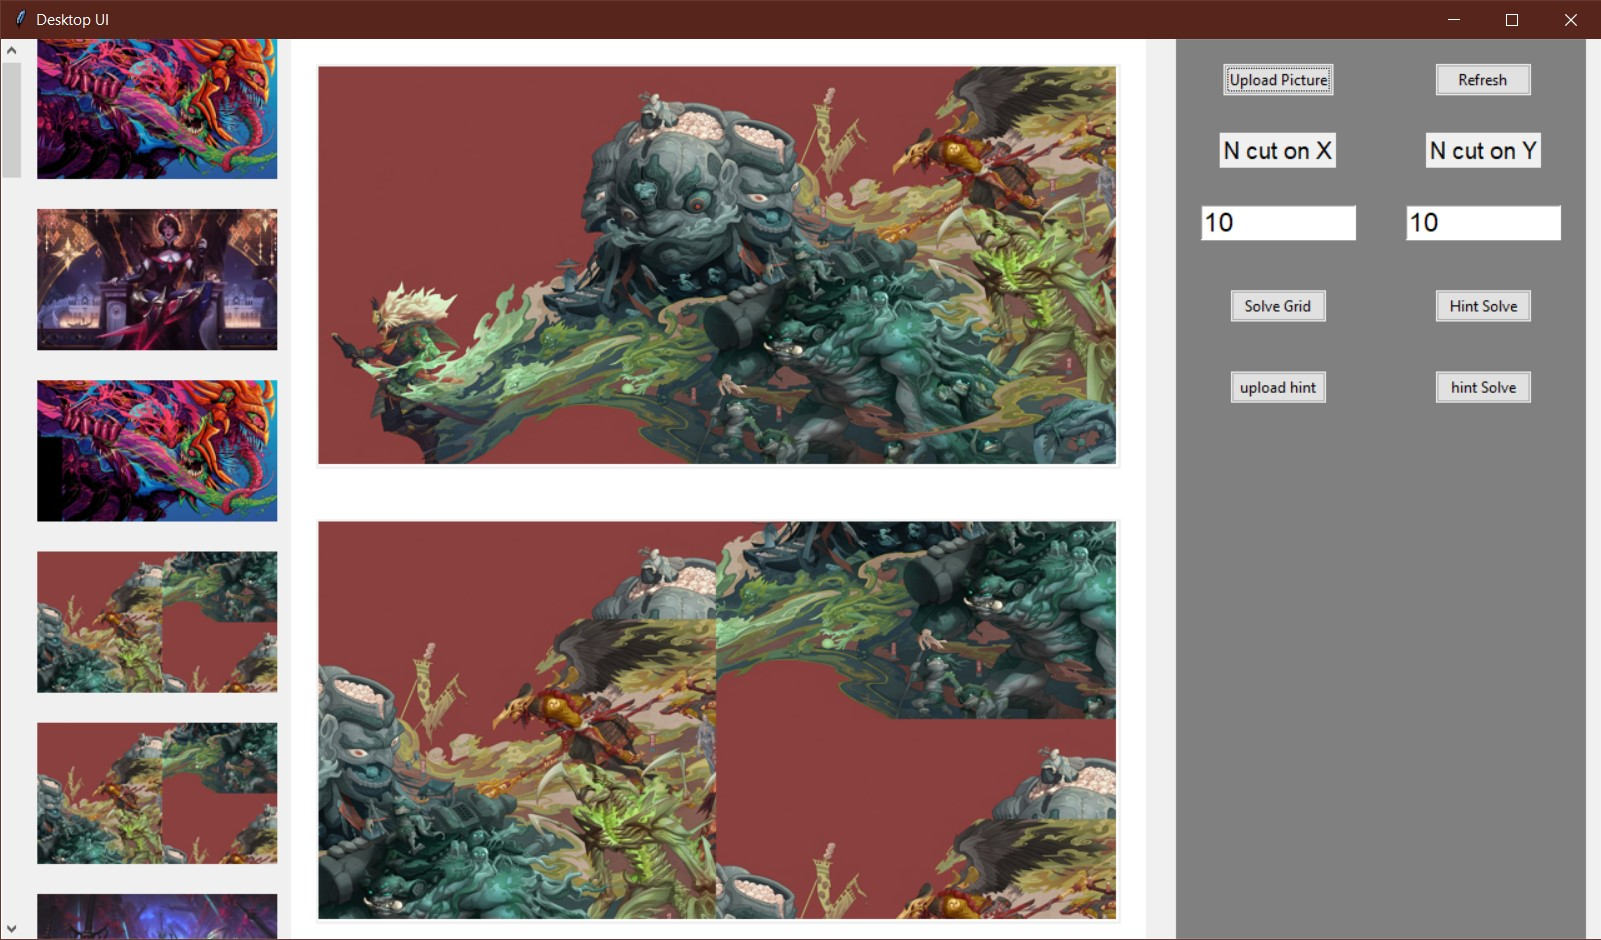 Desktop UI
Upload Picture
Refresh
N cut on X
N cut on Y
10
10
Solve Grid
Hint Solve
upload hint
hint Solve